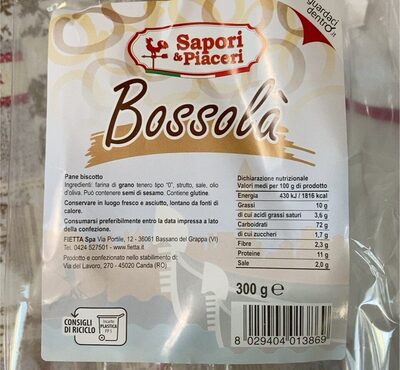 guardaci
dentro
Sapori
& Piaceri
Bossolà
Pane biscotto
Ingredienti: farina di grano tenero tipo "0", strutto, sale, olio
d'oliva. Può contenere semi di sesamo. Contiene glutine.
Conservare in luogo fresco e asciutto, lontano da fonti di
calore.
Consumarsi preferibilmente entro la data impressa a lato
della confezione.
FIETTA Spa Via Portile, 12 - 36061 Bassano del Grappa (VI)
Tel. 0424 527501 - www.fietta.it
Prodotto e confezionato nello stabilimento di:
Via del Lavoro, 270 - 45020 Canda (RO)
Dichiarazione nutrizionale
Valori medi per 100 g di prodotto
Energia 430 kJ / 1816 kcal
Grassi 10 g
di cui acidi grassi saturi 3,6 g
Carboidrati 72 g
di cui zuccheri 1,7 g
Fibre 2,3 g
Proteine 11 g
Sale 2,0 g
300 g ℮
CONSIGLI
DI RICICLO
Incarto
PLASTICA
PP 5
8 029404 013869